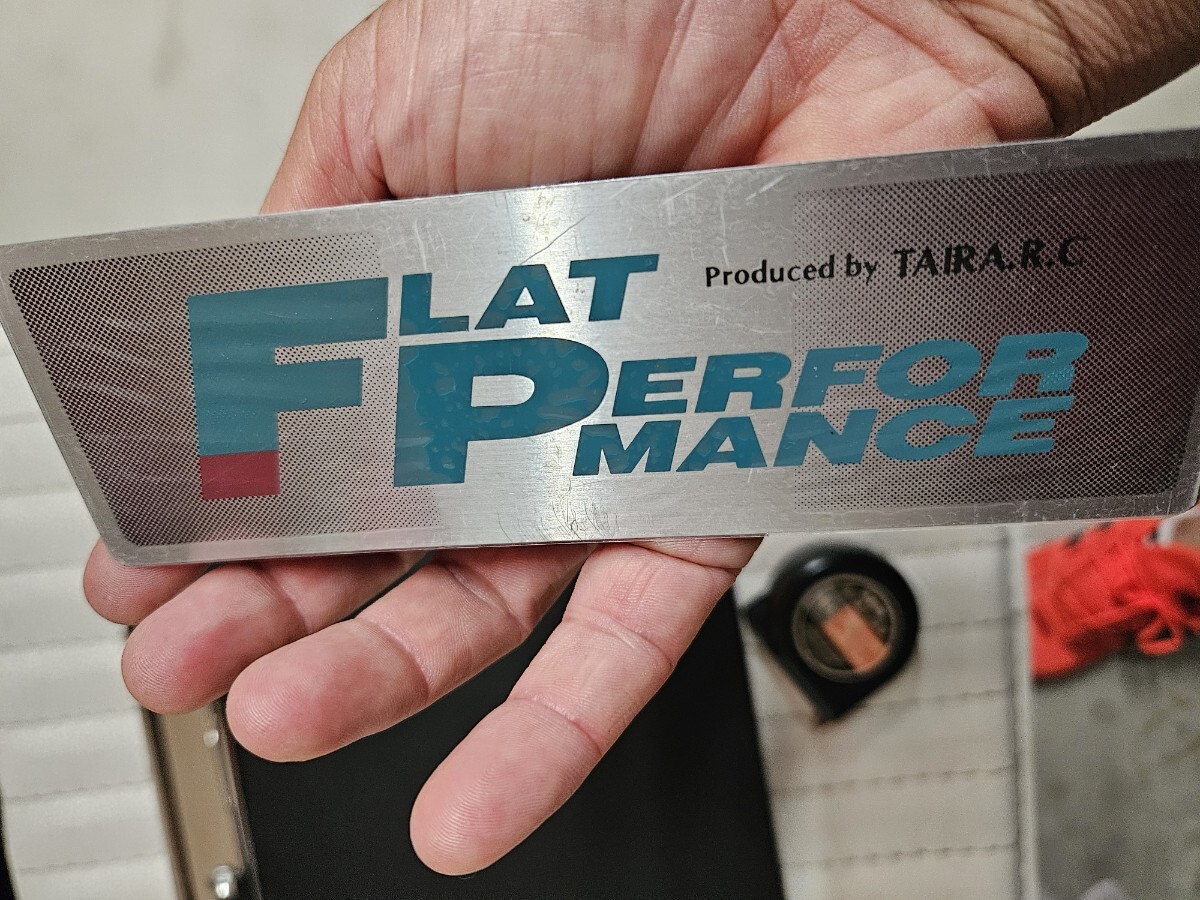 Produced by TAIRA.R.C
FLAT
PERFOR
MANCE